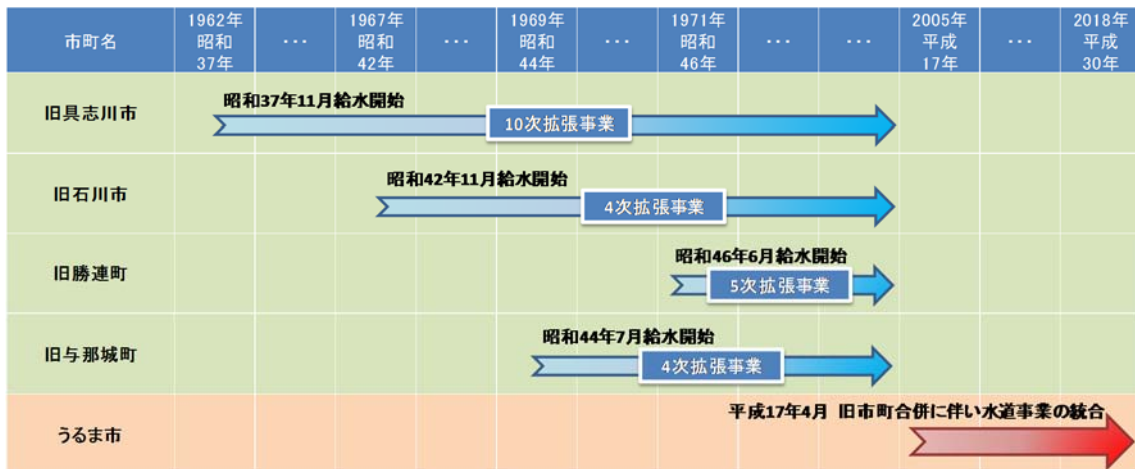 市町名
1962年
昭和
37年
･･･
1967年
昭和
42年
･･･
1969年
昭和
44年
･･･
1971年
昭和
46年
･･･
･･･
2005年
平成
17年
･･･
2018年
平成
30年
旧具志川市
昭和37年11月給水開始
10次拡張事業
旧石川市
昭和42年11月給水開始
4次拡張事業
旧勝連町
昭和46年6月給水開始
5次拡張事業
旧与那城町
昭和44年7月給水開始
4次拡張事業
うるま市
平成17年4月 旧市町合併に伴い水道事業の統合